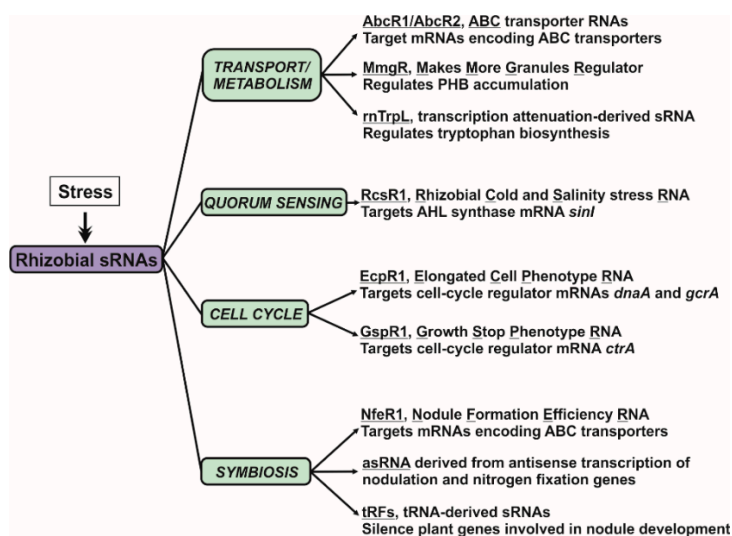 Stress
Rhizobial sRNAs
TRANSPORT/
METABOLISM
AbcR1/AbcR2, ABC transporter RNAs
Target mRNAs encoding ABC transporters
MmgR, Makes More Granules Regulator
Regulates PHB accumulation
rnTrpL, transcription attenuation-derived sRNA
Regulates tryptophan biosynthesis
QUORUM SENSING
RcsR1, Rhizobial Cold and Salinity stress RNA
Targets AHL synthase mRNA sinI
CELL CYCLE
EcpR1, Elongated Cell Phenotype RNA
Targets cell-cycle regulator mRNAs dnaA and gcrA
GspR1, Growth Stop Phenotype RNA
Targets cell-cycle regulator mRNA ctrA
SYMBIOSIS
NfeR1, Nodule Formation Efficiency RNA
Targets mRNAs encoding ABC transporters
asRNA derived from antisense transcription of
nodulation and nitrogen fixation genes
tRFs, tRNA-derived sRNAs
Silence plant genes involved in nodule development